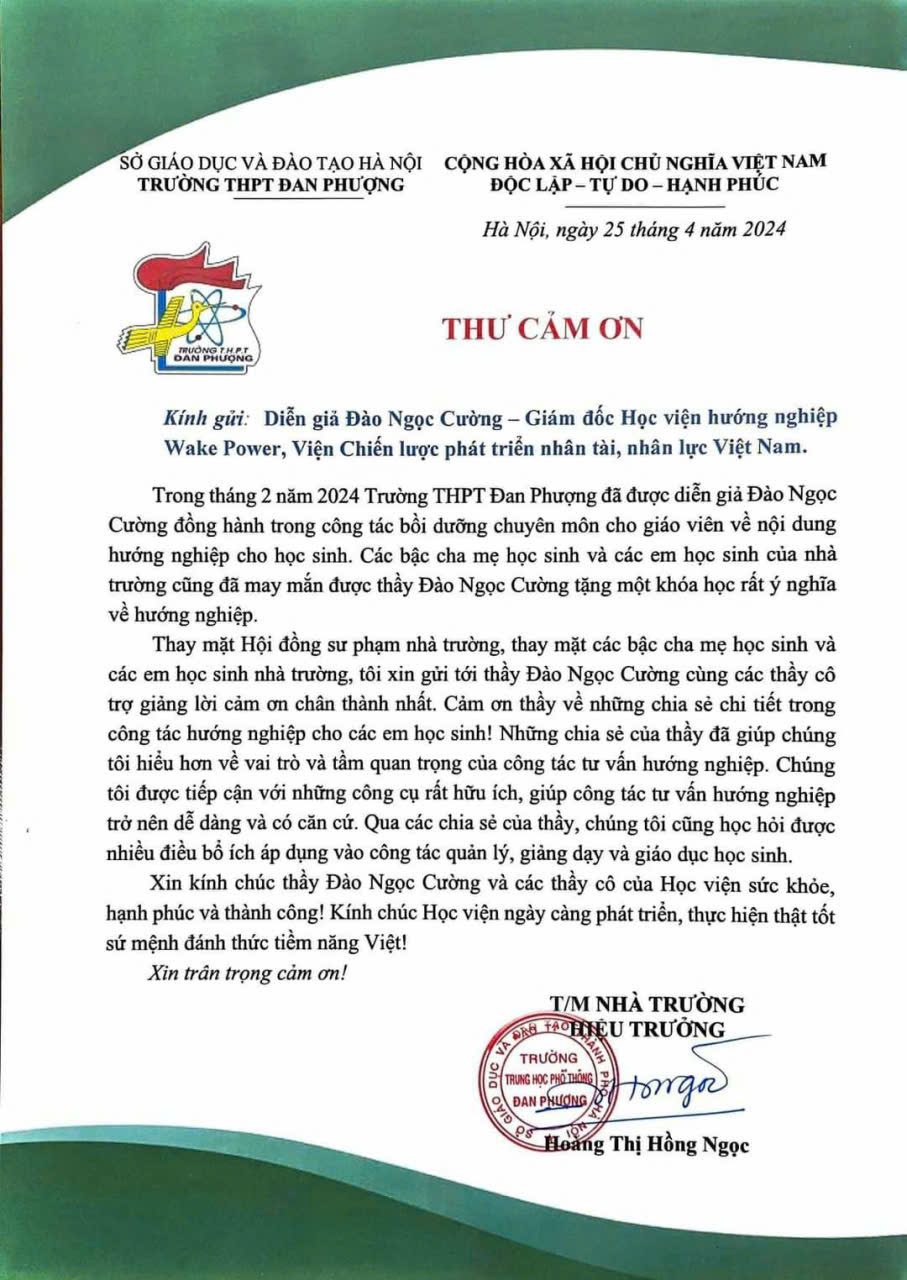 SỞ GIÁO DỤC VÀ ĐÀO TẠO HÀ NỘI
TRƯỜNG THPT ĐAN PHƯỢNG
CỘNG HÒA XÃ HỘI CHỦ NGHĨA VIỆT NAM
ĐỘC LẬP – TỰ DO – HẠNH PHÚC
Hà Nội, ngày 25 tháng 4 năm 2024
TRƯỜNG T.H.P.T
ĐAN PHƯỢNG
THƯ CẢM ƠN
Kính gửi: Diễn giả Đào Ngọc Cường – Giám đốc Học viện hướng nghiệp
Wake Power, Viện Chiến lược phát triển nhân tài, nhân lực Việt Nam.
Trong tháng 2 năm 2024 Trường THPT Đan Phượng đã được diễn giả Đào Ngọc
Cường đồng hành trong công tác bồi dưỡng chuyên môn cho giáo viên về nội dung
hướng nghiệp cho học sinh. Các bậc cha mẹ học sinh và các em học sinh của nhà
trường cũng đã may mắn được thầy Đào Ngọc Cường tặng một khóa học rất ý nghĩa
về hướng nghiệp.
Thay mặt Hội đồng sư phạm nhà trường, thay mặt các bậc cha mẹ học sinh và
các em học sinh nhà trường, tôi xin gửi tới thầy Đào Ngọc Cường cùng các thầy cô
trợ giảng lời cảm ơn chân thành nhất. Cảm ơn thầy về những chia sẻ chi tiết trong
công tác hướng nghiệp cho các em học sinh! Những chia sẻ của thầy đã giúp chúng
tôi hiểu hơn về vai trò và tầm quan trọng của công tác tư vấn hướng nghiệp. Chúng
tôi được tiếp cận với những công cụ rất hữu ích, giúp công tác tư vấn hướng nghiệp
trở nên dễ dàng và có căn cứ. Qua các chia sẻ của thầy, chúng tôi cũng học hỏi được
nhiều điều bổ ích áp dụng vào công tác quản lý, giảng dạy và giáo dục học sinh.
Xin kính chúc thầy Đào Ngọc Cường và các thầy cô của Học viện sức khỏe,
hạnh phúc và thành công! Kính chúc Học viện ngày càng phát triển, thực hiện thật tốt
sứ mệnh đánh thức tiềm năng Việt!
Xin trân trọng cảm ơn!
T/M NHÀ TRƯỜNG
HIỆU TRƯỞNG
SỞ GIÁO DỤC VÀ ĐÀO TẠO THÀNH PHỐ HÀ NỘI
TRƯỜNG
TRUNG HỌC PHỔ THÔNG
ĐAN PHƯỢNG
Hoàng Thị Hồng Ngọc